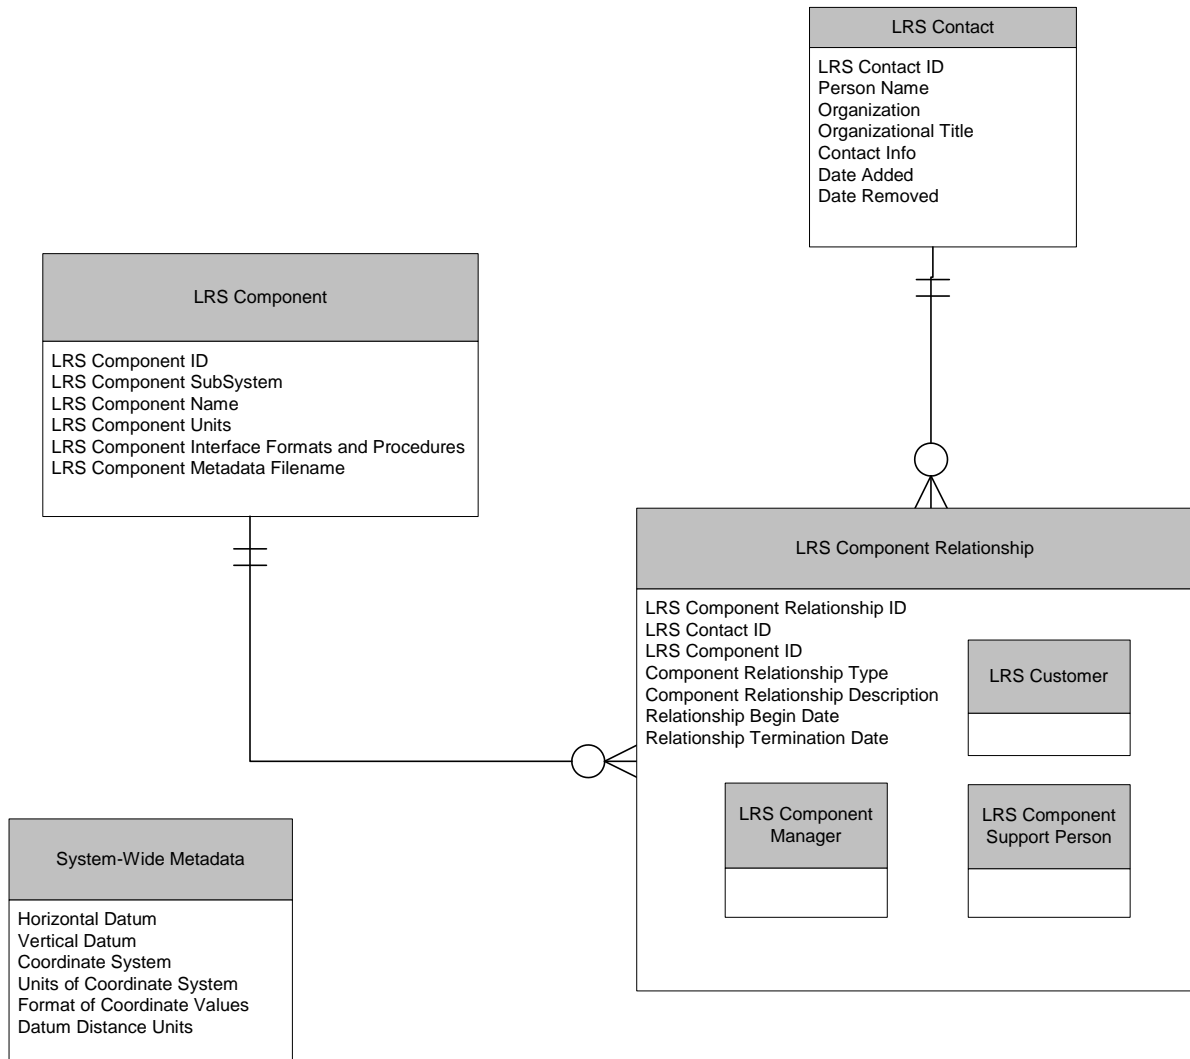 LRS Contact
LRS Contact ID
Person Name
Organization
Organizational Title
Contact Info
Date Added
Date Removed
LRS Component
LRS Component ID
LRS Component SubSystem
LRS Component Name
LRS Component Units
LRS Component Interface Formats and Procedures
LRS Component Metadata Filename
LRS Component Relationship
LRS Component Relationship ID
LRS Contact ID
LRS Component ID
Component Relationship Type
Component Relationship Description
Relationship Begin Date
Relationship Termination Date
LRS Customer
LRS Component
Manager
LRS Component
Support Person
System-Wide Metadata
Horizontal Datum
Vertical Datum
Coordinate System
Units of Coordinate System
Format of Coordinate Values
Datum Distance Units